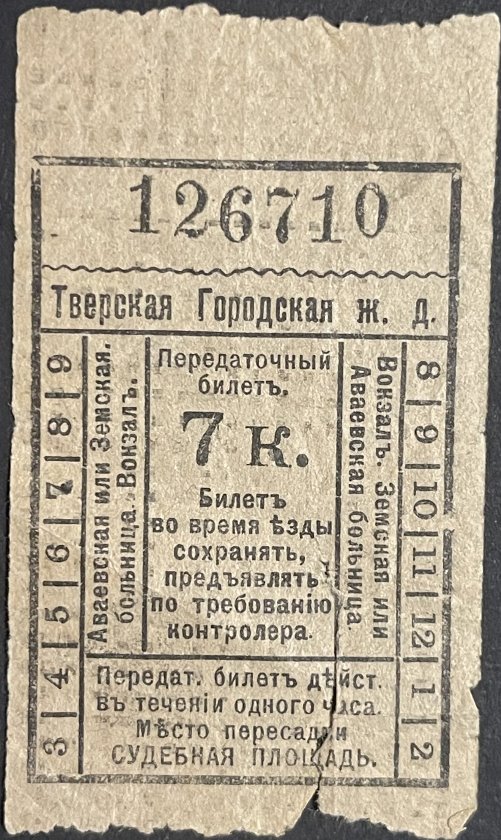 126710
Тверская Городская ж. д.
3|4|5|6|7|8|9
Аваевская или Земская
больница. Вокзалъ.
Передаточный
билетъ.
7 к.
Билетъ
во время ѣзды
сохранять,
предъявлять
по требованію
контролера.
Вокзалъ. Земская или
Аваевская больница.
8|9|10|11|12|1|2
Передат. билетъ дѣйст.
въ теченіи одного часа.
Мѣсто пересадки
СУДЕБНАЯ ПЛОЩАДЬ.